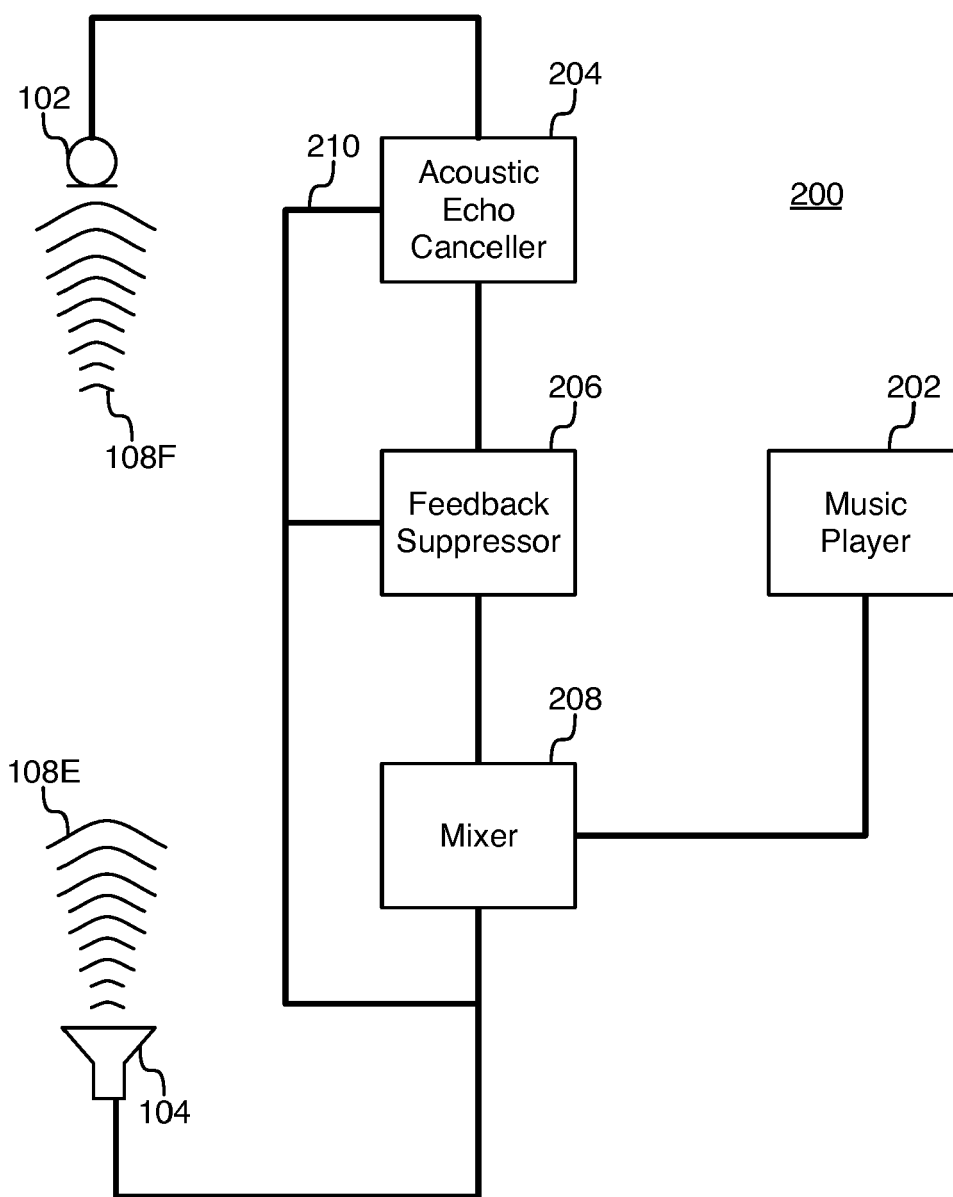 204
102
210
Acoustic
Echo
Canceller
200
206
202
108F
Feedback
Suppressor
Music
Player
208
108E
Mixer
104